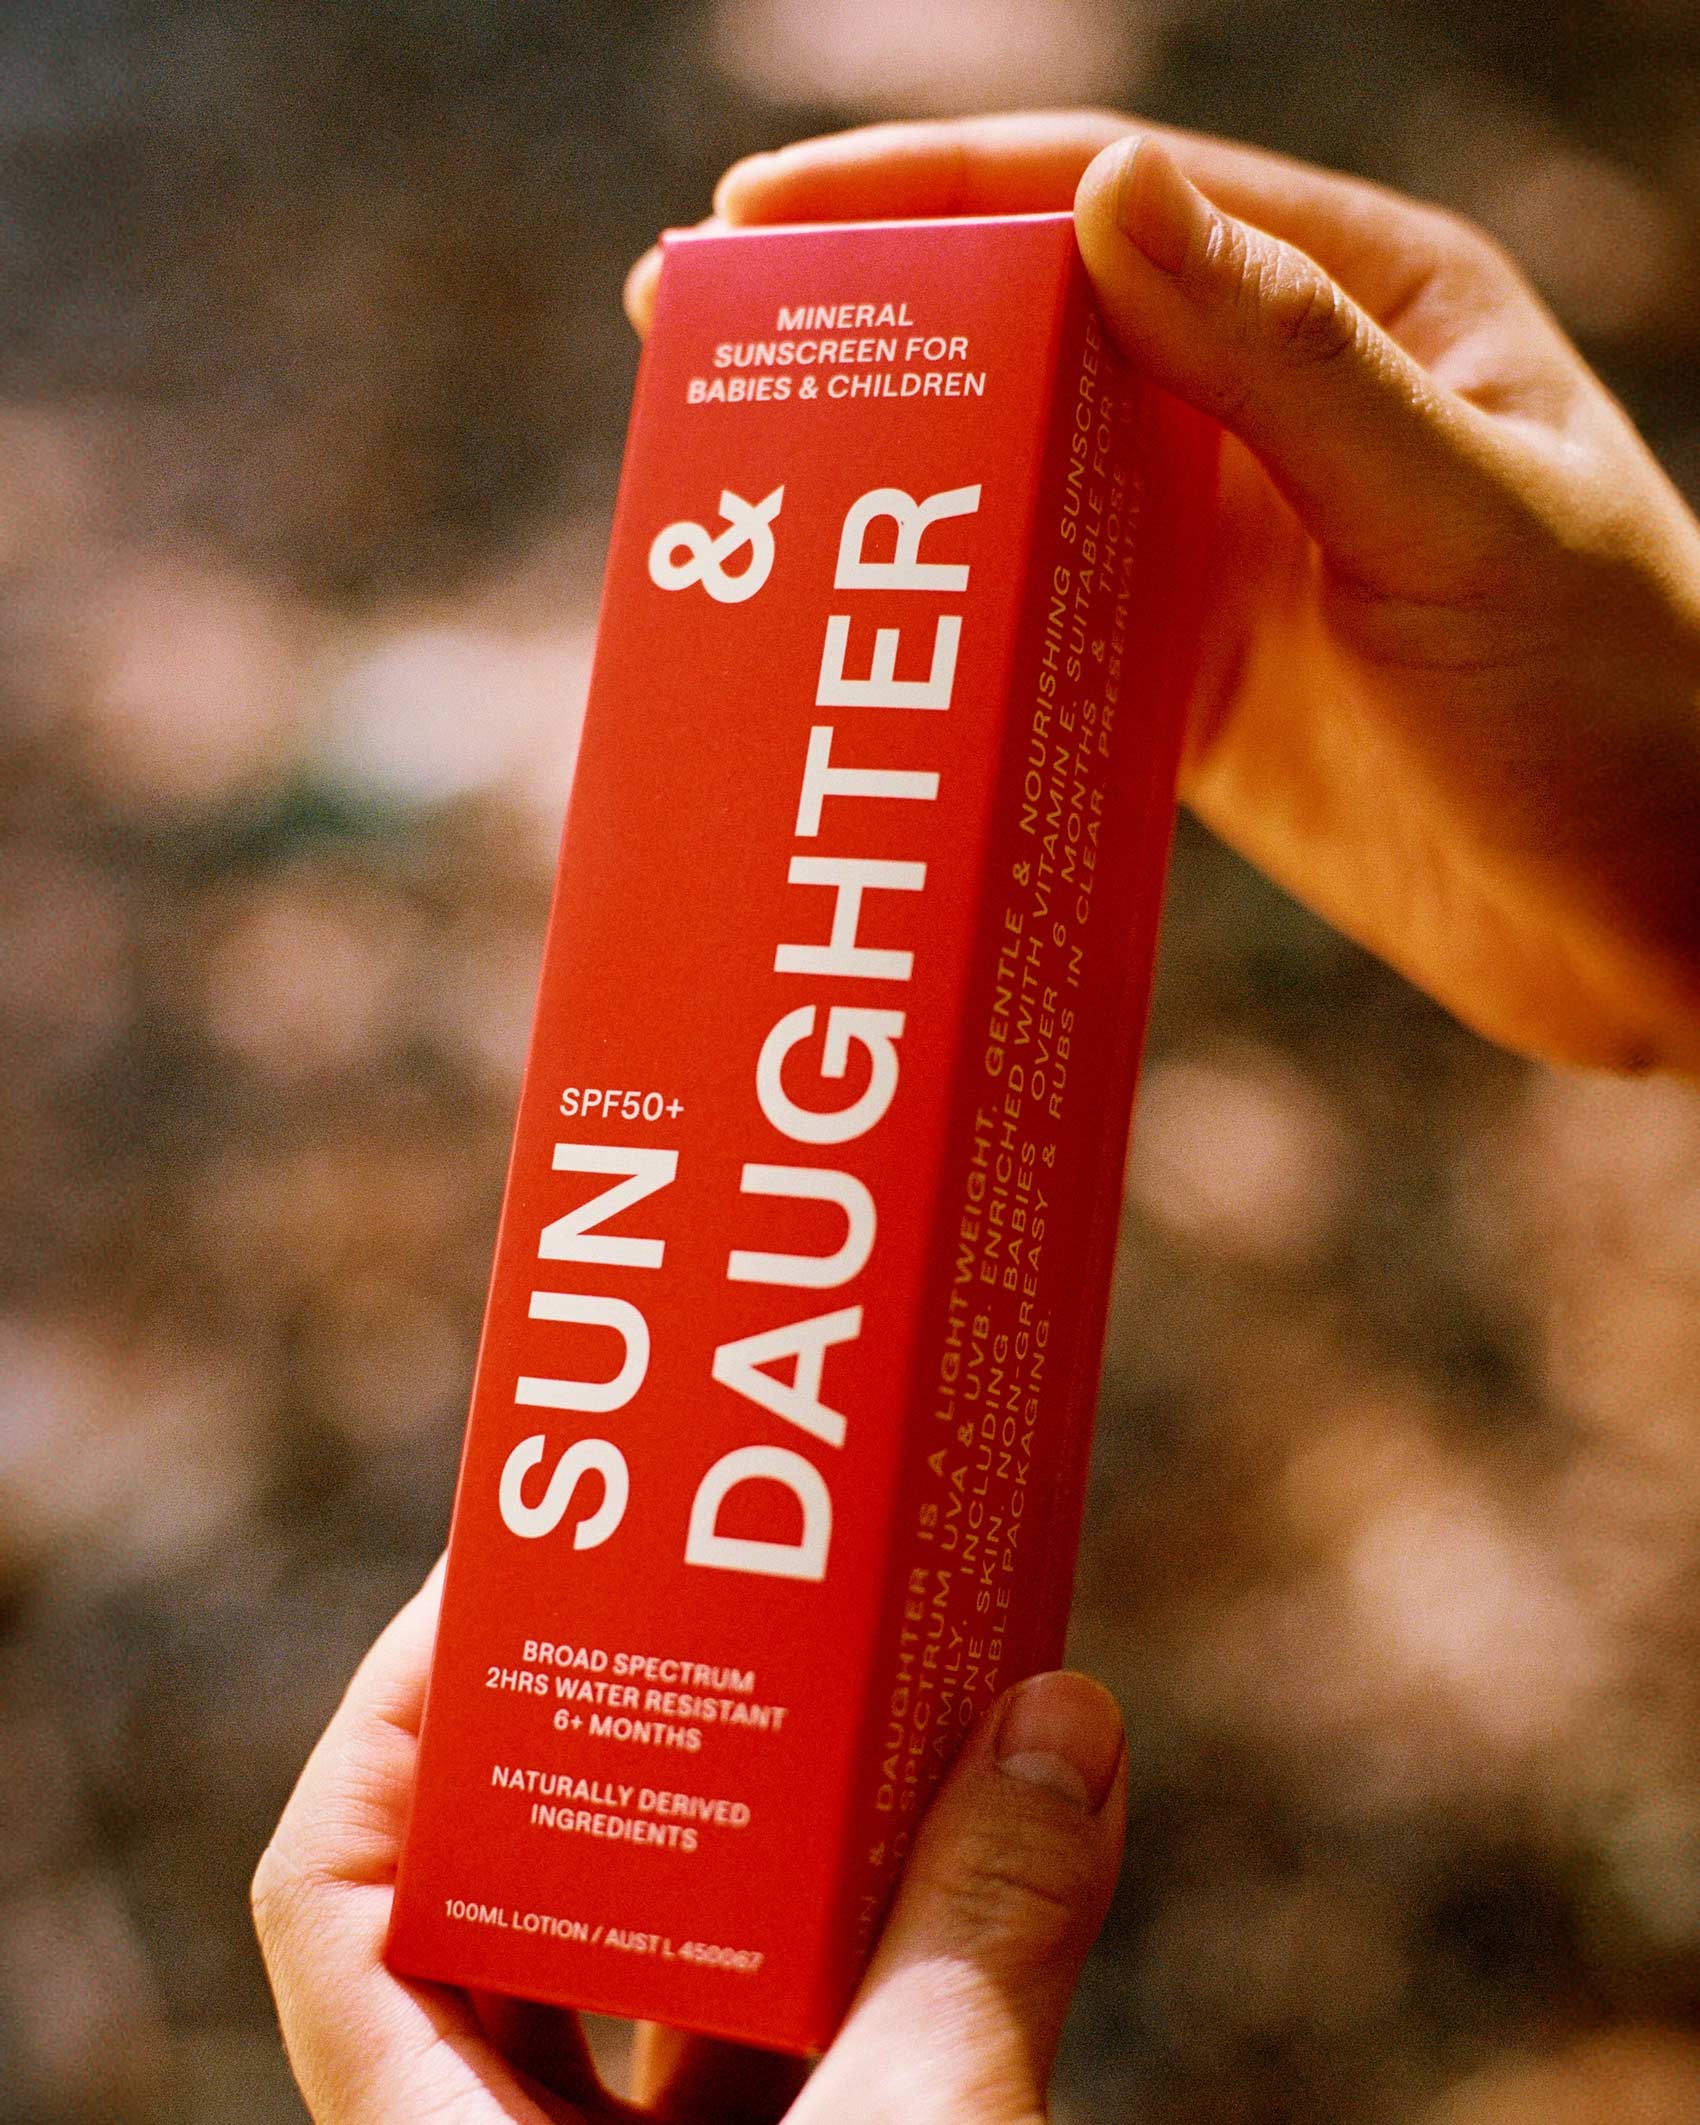 MINERAL
SUNSCREEN FOR
BABIES & CHILDREN
SUN &
DAUGHTER
SPF50+
BROAD SPECTRUM
2HRS WATER RESISTANT
6+ MONTHS
NATURALLY DERIVED
INGREDIENTS
100ML LOTION / AUST L 450067
& DAUGHTER IS A LIGHTWEIGHT, GENTLE & NOURISHING SUNSCREEN
SPECTRUM UVA & UVB. ENRICHED WITH VITAMIN E. SUITABLE FOR
FAMILY, INCLUDING BABIES OVER 6 MONTHS & THOSE
SKIN. NON-GREASY & RUBS IN CLEAR. PRESERVATIVE
PACKAGING.